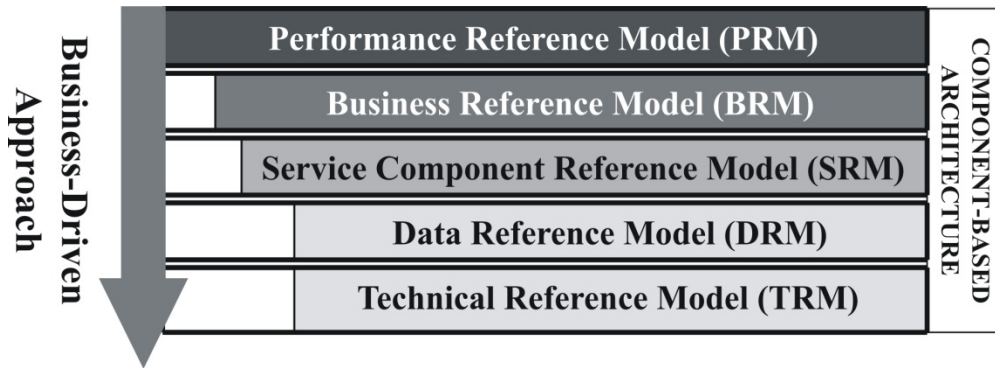 Business-Driven
Approach
Performance Reference Model (PRM)
Business Reference Model (BRM)
Service Component Reference Model (SRM)
Data Reference Model (DRM)
Technical Reference Model (TRM)
COMPONENT-BASED
ARCHITECTURE